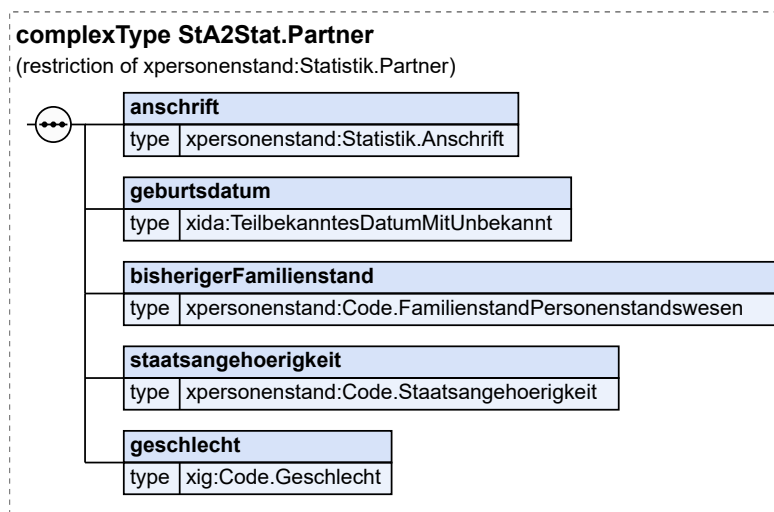 complexType StA2Stat.Partner
(restriction of xpersonenstand:Statistik.Partner)
anschrift
type xpersonenstand:Statistik.Anschrift
geburtsdatum
type xida:TeilbekanntesDatumMitUnbekannt
bisherigerFamilienstand
type xpersonenstand:Code.FamilienstandPersonenstandswesen
staatsangehoerigkeit
type xpersonenstand:Code.Staatsangehoerigkeit
geschlecht
type xig:Code.Geschlecht